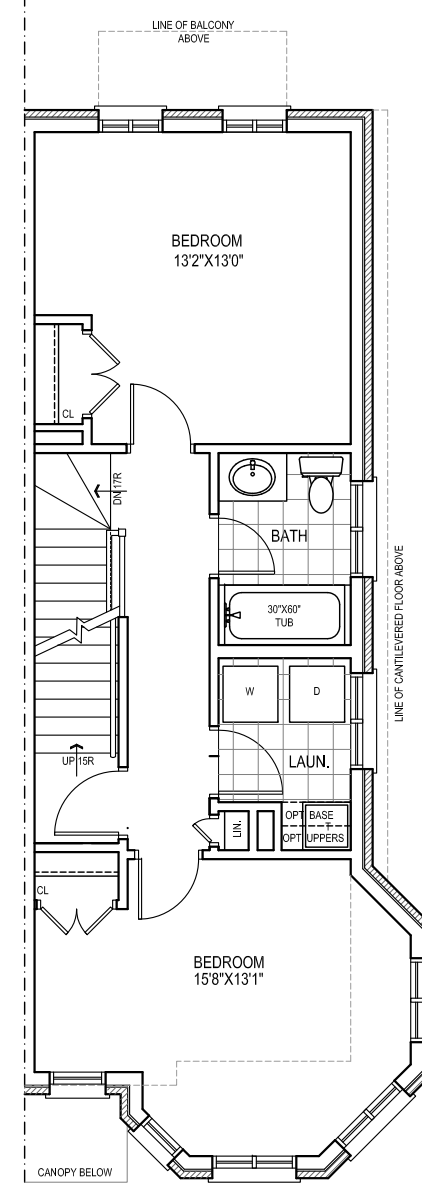 LINE OF BALCONY
ABOVE
BEDROOM
13'2"X13'0"
CL
DN 17R
BATH
30"X60"
TUB
LINE OF CANTILEVERED FLOOR ABOVE
W
D
UP 15R
LAUN.
LIN.
OPT BASE
OPT UPPERS
CL
BEDROOM
15'8"X13'1"
CANOPY BELOW